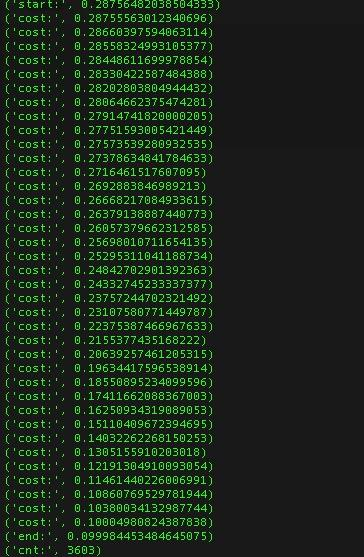 ('start:', 0.28756482038504333)
('cost:', 0.28755563012340696)
('cost:', 0.28660397594063114)
('cost:', 0.28558324993105377)
('cost:', 0.28448611699978854)
('cost:', 0.28330422587484388)
('cost:', 0.28202803804944432)
('cost:', 0.28064662375474281)
('cost:', 0.27914741820000205)
('cost:', 0.27751593005421449)
('cost:', 0.27573539280932535)
('cost:', 0.27378634841784633)
('cost:', 0.2716461517607095)
('cost:', 0.2692883846989213)
('cost:', 0.26668217084933615)
('cost:', 0.26379138887440773)
('cost:', 0.26057379662312585)
('cost:', 0.25698010711654135)
('cost:', 0.25295311041188734)
('cost:', 0.24842702901392363)
('cost:', 0.24332745233337377)
('cost:', 0.23757244702321492)
('cost:', 0.23107580771449787)
('cost:', 0.22375387466967633)
('cost:', 0.2155377435168222)
('cost:', 0.20639257461205315)
('cost:', 0.19634417596538914)
('cost:', 0.18550895234099596)
('cost:', 0.17411662088367003)
('cost:', 0.16250934319089053)
('cost:', 0.15110409672394695)
('cost:', 0.14032262268150253)
('cost:', 0.1305155910203018)
('cost:', 0.12191304910093054)
('cost:', 0.11461440226006991)
('cost:', 0.10860769529781944)
('cost:', 0.10380034132987744)
('cost:', 0.10004980824387838)
('end:', 0.099984453484645075)
('cnt:', 3603)